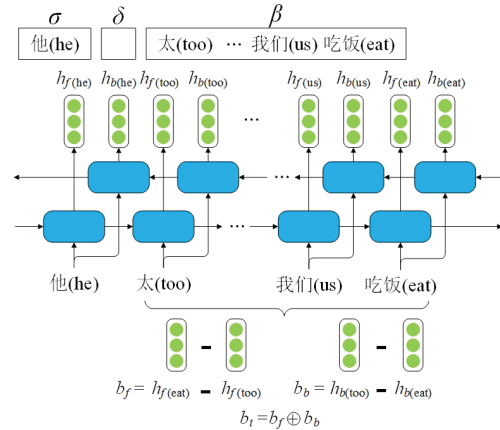 σ δ β
他(he) 太(too) ··· 我们(us) 吃饭(eat)
h_f(he) h_b(he) h_f(too) h_b(too) h_f(us) h_b(us) h_f(eat) h_b(eat)
···
···
···
他(he) 太(too) 我们(us) 吃饭(eat)
- -
b_f = h_f(eat) - h_f(too) b_b = h_b(too) - h_b(eat)
b_t = b_f ⊕ b_b